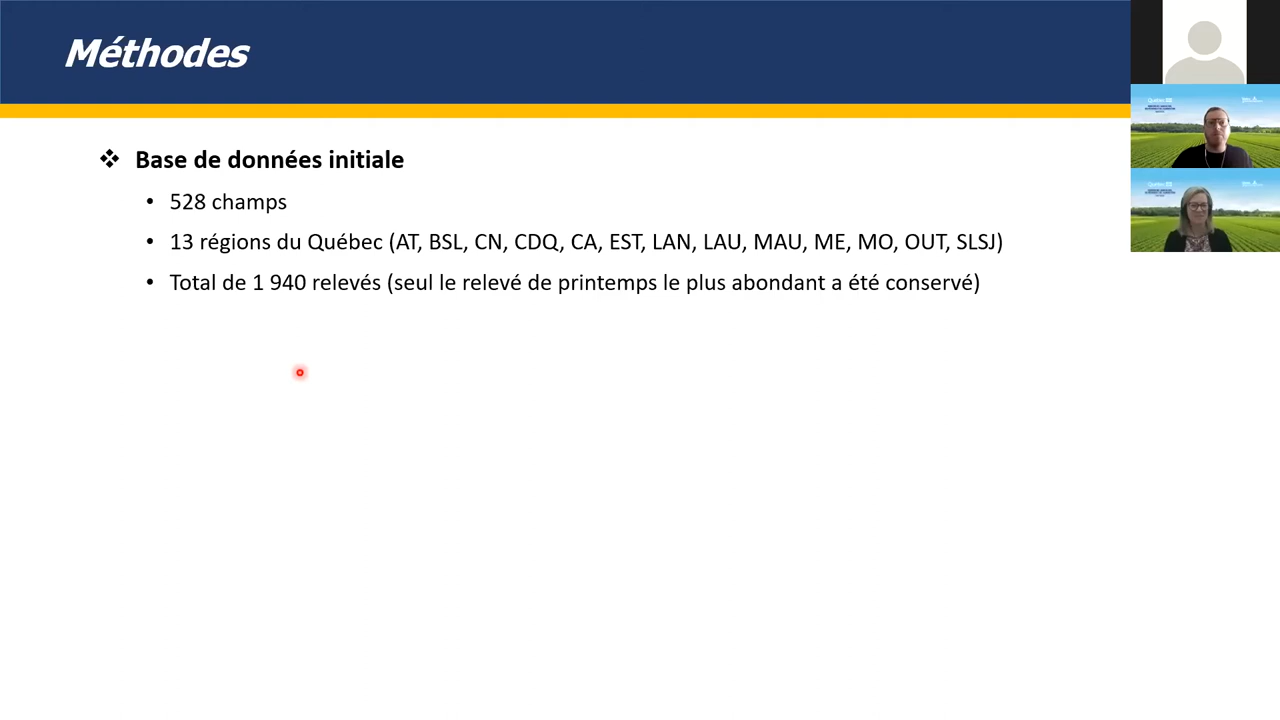 Méthodes
❖ Base de données initiale
• 528 champs
• 13 régions du Québec (AT, BSL, CN, CDQ, CA, EST, LAN, LAU, MAU, ME, MO, OUT, SLSJ)
• Total de 1 940 relevés (seul le relevé de printemps le plus abondant a été conservé)
Québec
Québec